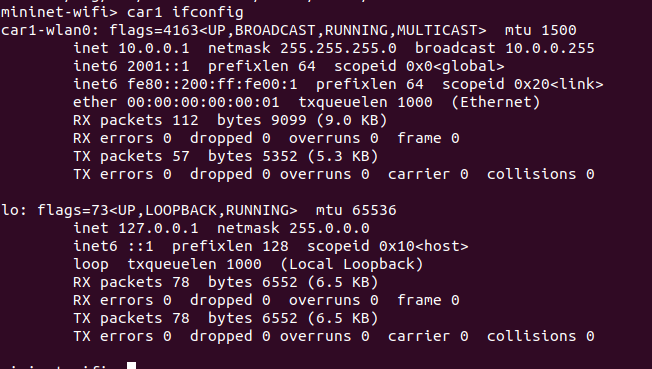 mininet-wifi> car1 ifconfig
car1-wlan0: flags=4163<UP,BROADCAST,RUNNING,MULTICAST>  mtu 1500
        inet 10.0.0.1  netmask 255.255.255.0  broadcast 10.0.0.255
        inet6 2001::1  prefixlen 64  scopeid 0x0<global>
        inet6 fe80::200:ff:fe00:1  prefixlen 64  scopeid 0x20<link>
        ether 00:00:00:00:00:01  txqueuelen 1000  (Ethernet)
        RX packets 112  bytes 9099 (9.0 KB)
        RX errors 0  dropped 0  overruns 0  frame 0
        TX packets 57  bytes 5352 (5.3 KB)
        TX errors 0  dropped 0 overruns 0  carrier 0  collisions 0

lo: flags=73<UP,LOOPBACK,RUNNING>  mtu 65536
        inet 127.0.0.1  netmask 255.0.0.0
        inet6 ::1  prefixlen 128  scopeid 0x10<host>
        loop  txqueuelen 1000  (Local Loopback)
        RX packets 78  bytes 6552 (6.5 KB)
        RX errors 0  dropped 0  overruns 0  frame 0
        TX packets 78  bytes 6552 (6.5 KB)
        TX errors 0  dropped 0 overruns 0  carrier 0  collisions 0